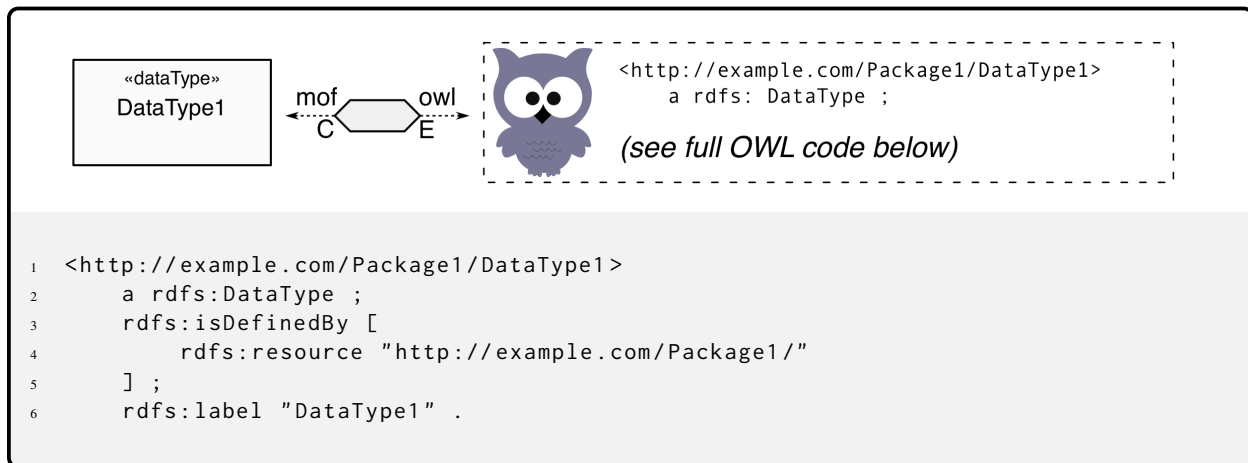 «dataType»
DataType1
mof
C
owl
E
<http://example.com/Package1/DataType1>
a rdfs: DataType ;
(see full OWL code below)
1 <http://example.com/Package1/DataType1>
2 a rdfs:DataType ;
3 rdfs:isDefinedBy [
4 rdfs:resource "http://example.com/Package1/"
5 ] ;
6 rdfs:label "DataType1" .